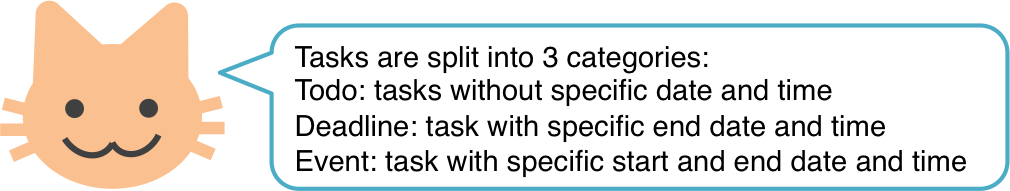 Tasks are split into 3 categories:
Todo: tasks without specific date and time
Deadline: task with specific end date and time
Event: task with specific start and end date and time